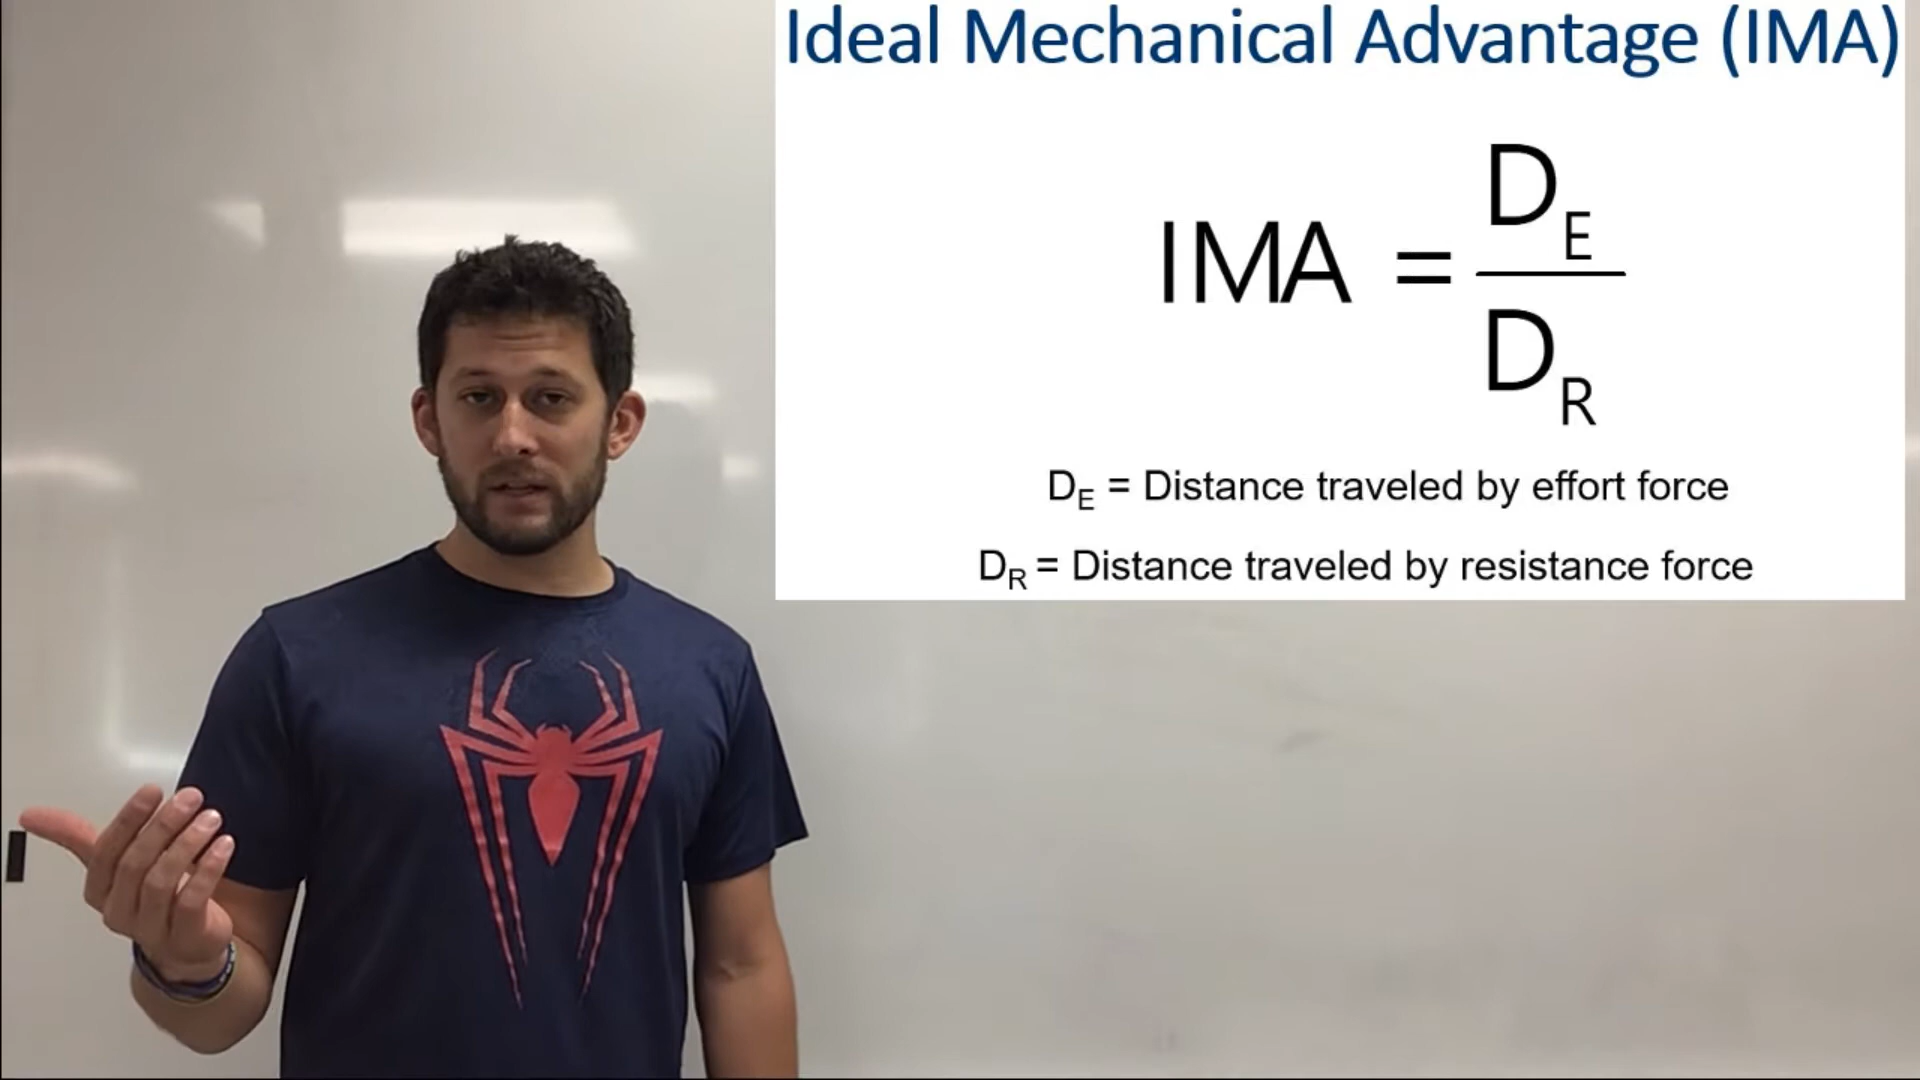 Ideal Mechanical Advantage (IMA)
IMA = D_E / D_R
D_E = Distance traveled by effort force
D_R = Distance traveled by resistance force